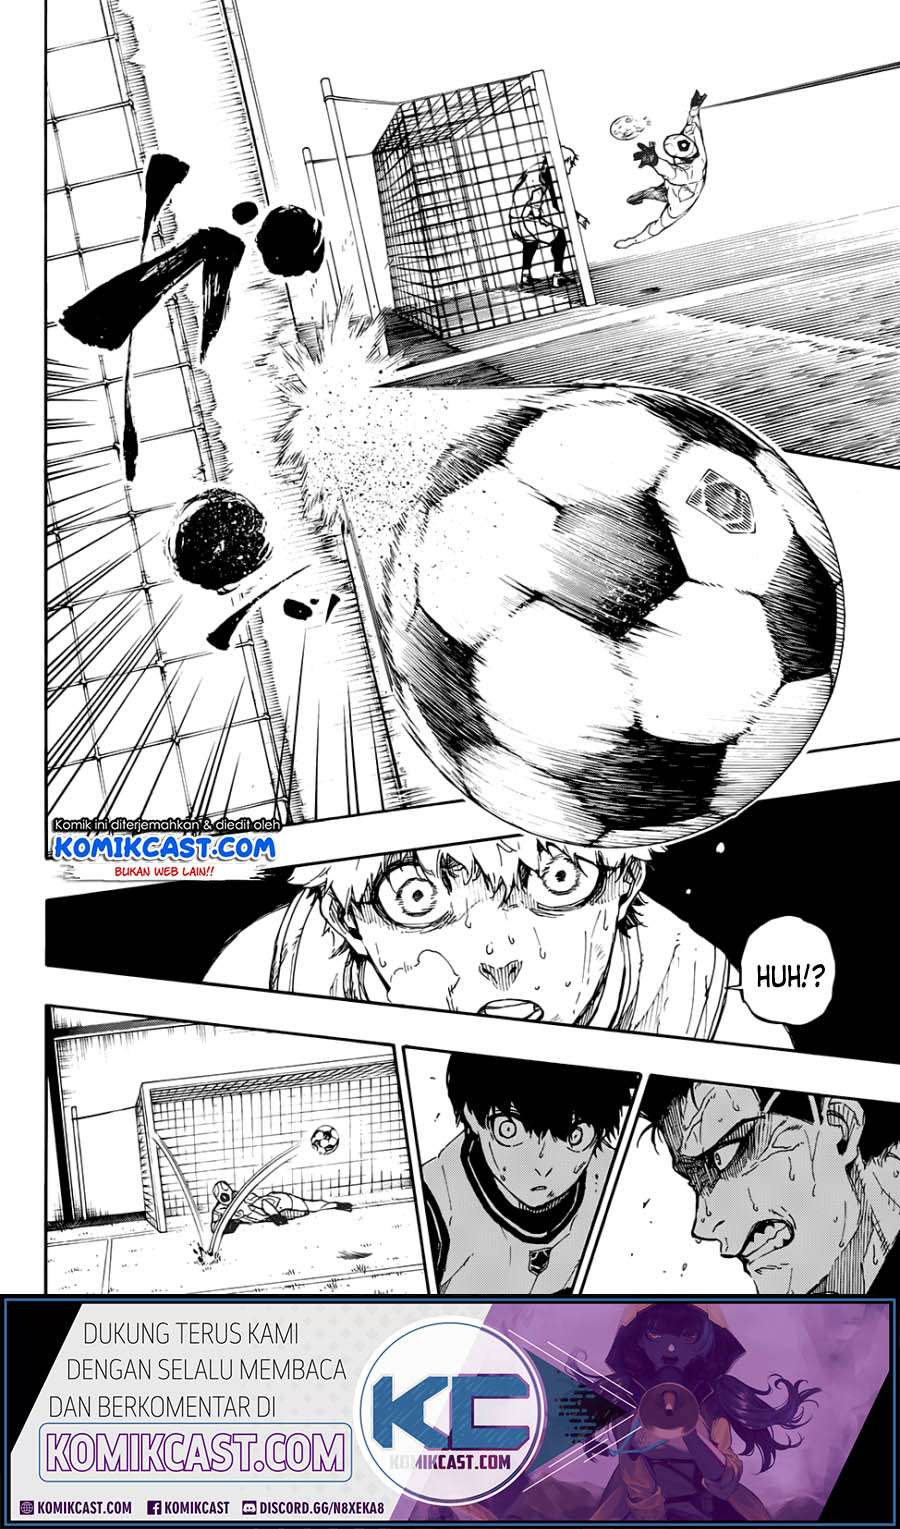 Komik ini diterjemahkan & diedit oleh
KOMIKCAST.COM
BUKAN WEB LAIN!!
HUH!?
DUKUNG TERUS KAMI
DENGAN SELALU MEMBACA
DAN BERKOMENTAR DI
KOMIKCAST.COM
KC
KOMIKCAST.COM
KOMIKCAST.COM KOMIKCAST DISCORD.GG/N8XEKA8